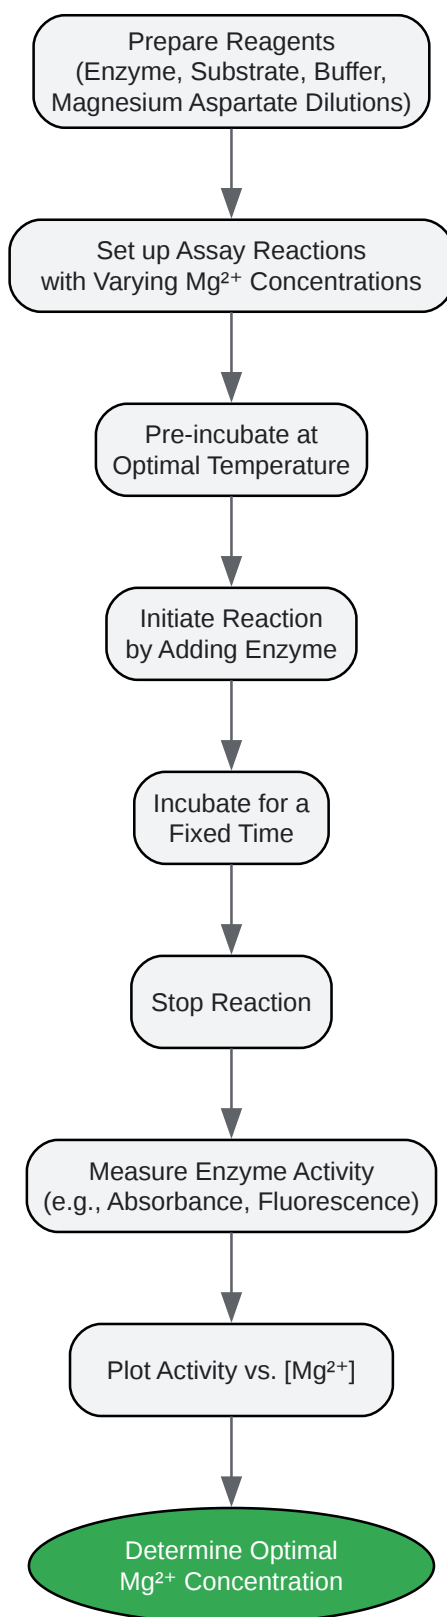 Prepare Reagents
(Enzyme, Substrate, Buffer,
Magnesium Aspartate Dilutions)
Set up Assay Reactions
with Varying Mg²⁺ Concentrations
Pre-incubate at
Optimal Temperature
Initiate Reaction
by Adding Enzyme
Incubate for a
Fixed Time
Stop Reaction
Measure Enzyme Activity
(e.g., Absorbance, Fluorescence)
Plot Activity vs. [Mg²⁺]
Determine Optimal
Mg²⁺ Concentration